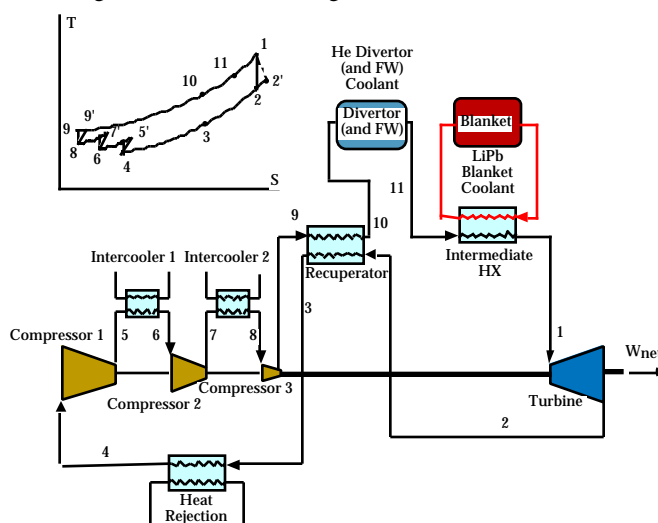 T
1
11
10
2'
2
9'
9
7'
5'
3
8
6
4
S
He Divertor
(and FW)
Coolant
Divertor
(and FW)
Blanket
LiPb
Blanket
Coolant
11
9
10
Intermediate
HX
Recuperator
Intercooler 1
Intercooler 2
3
5
6
7
8
1
Compressor 1
Compressor 2
Compressor 3
Wnet
Turbine
2
4
Heat
Rejection